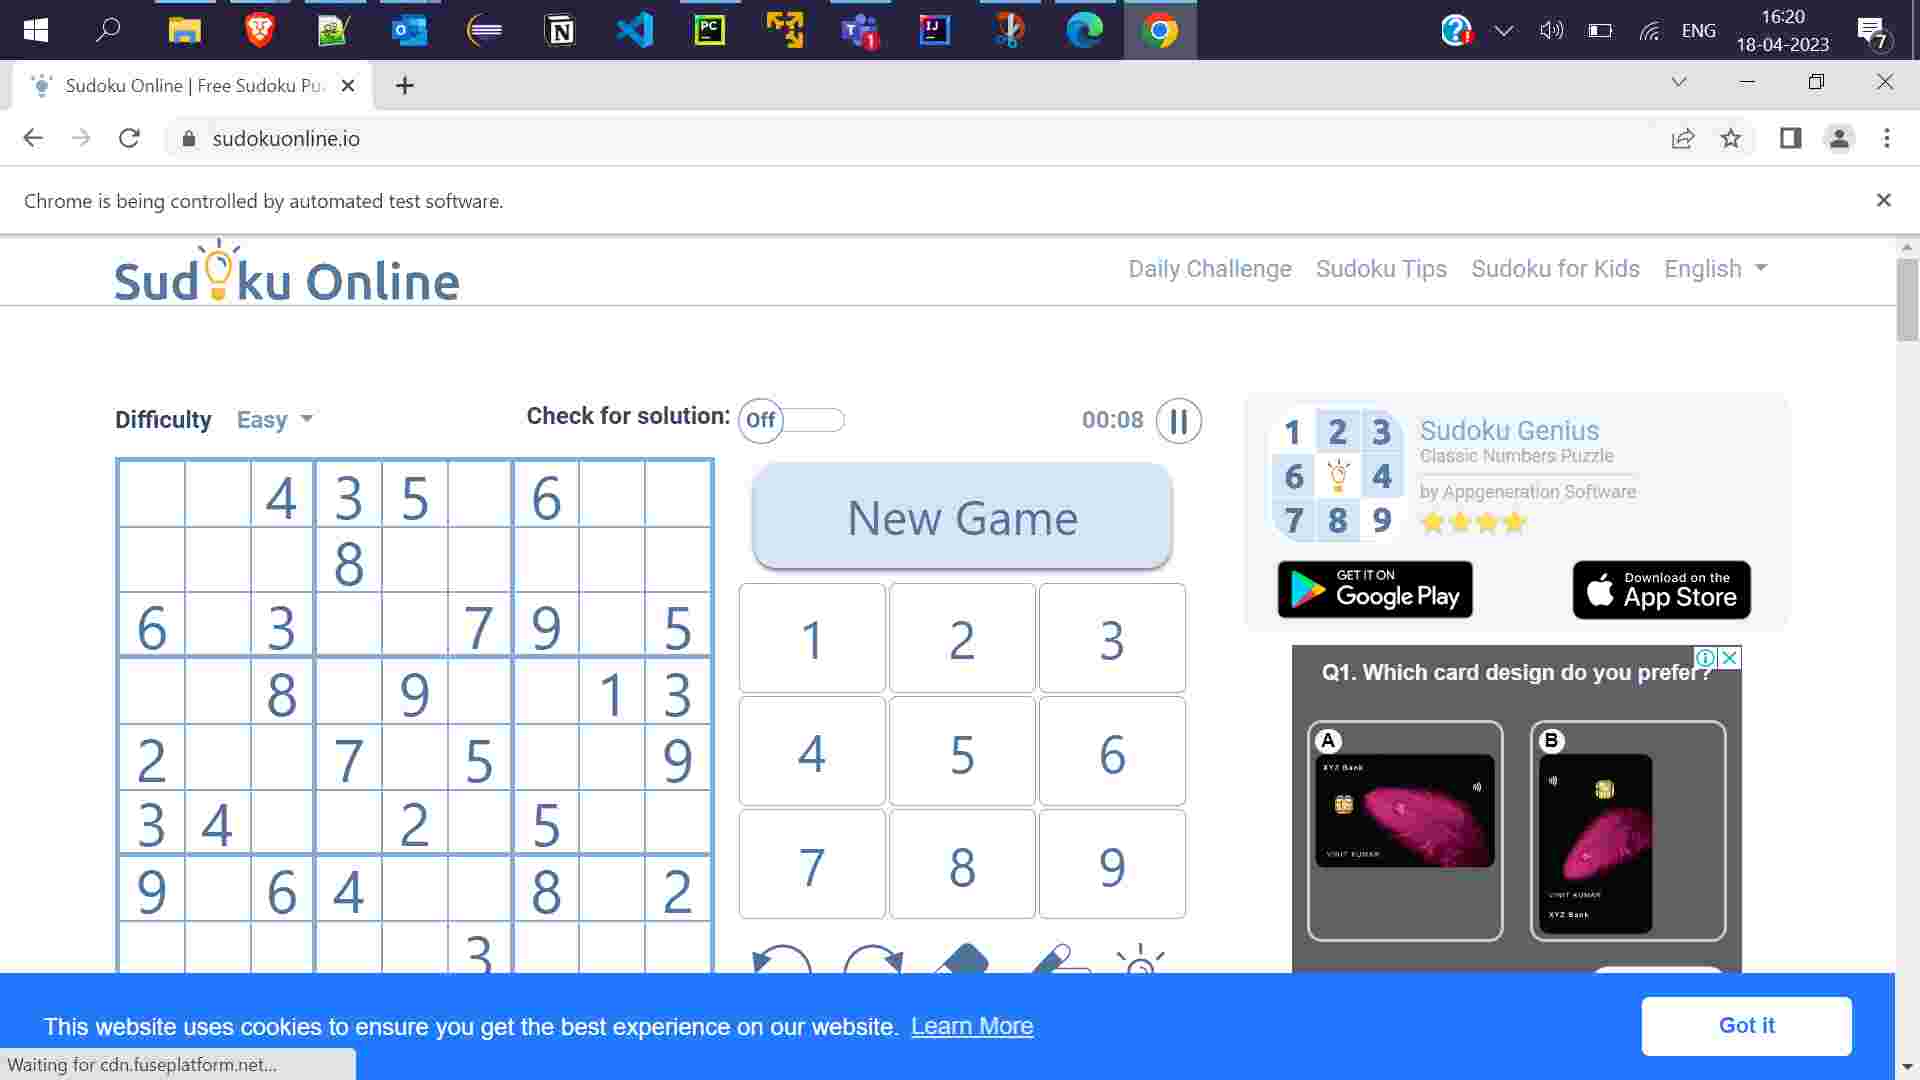 16:20
ENG
18-04-2023
7
Sudoku Online | Free Sudoku Pu
sudokuonline.io
Chrome is being controlled by automated test software.
Sudoku Online
Daily Challenge Sudoku Tips Sudoku for Kids English
Difficulty Easy
Check for solution: Off
00:08
4 3 5 6
8
6 3 7 9 5
8 9 1 3
2 7 5 9
3 4 2 5
9 6 4 8 2
3
New Game
1 2 3
4 5 6
7 8 9
1 2 3
6 4
7 8 9
Sudoku Genius
Classic Numbers Puzzle
by Appgeneration Software
GET IT ON
Google Play
Download on the
App Store
Q1. Which card design do you prefer?
A
XYZ Bank
VINIT KUMAR
B
VINIT KUMAR
XYZ Bank
This website uses cookies to ensure you get the best experience on our website. Learn More
Got it
Waiting for cdn.fuseplatform.net...